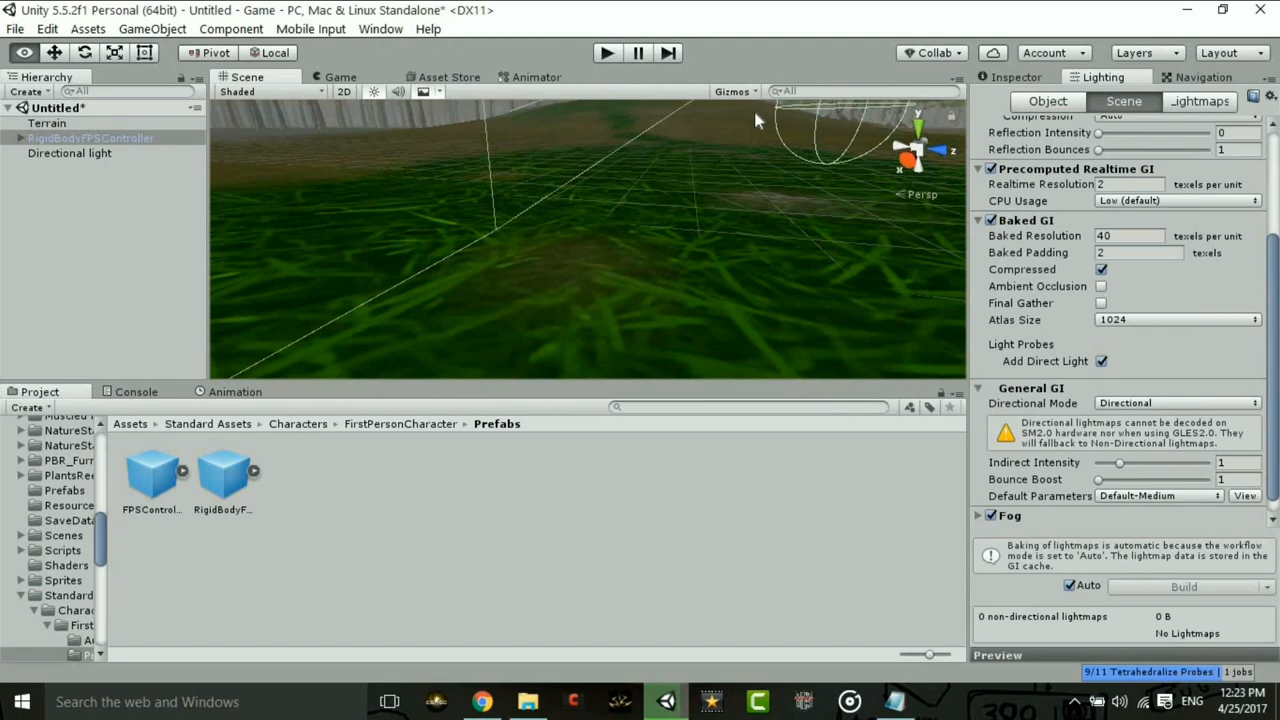 Unity 5.5.2f1 Personal (64bit) - Untitled - Game - PC, Mac & Linux Standalone* <DX11>
File Edit Assets GameObject Component Mobile Input Window Help
Pivot Local Collab Account Layers Layout
Hierarchy Scene Game Asset Store Animator Inspector Lighting Navigation
Create All Shaded 2D Gizmos All
Object Scene _ightmaps
Untitled*
Terrain
RigidBodyFPSController
Directional light
y
z
x
Persp
Reflection Intensity 0
Reflection Bounces 1
Precomputed Realtime GI
Realtime Resolution 2 texels per unit
CPU Usage Low (default)
Baked GI
Baked Resolution 40 texels per unit
Baked Padding 2 texels
Compressed
Ambient Occlusion
Final Gather
Atlas Size 1024
Light Probes
Add Direct Light
General GI
Directional Mode Directional
Directional lightmaps cannot be decoded on
SM2.0 hardware nor when using GLES2.0. They
will fallback to Non-Directional lightmaps.
Indirect Intensity 1
Bounce Boost 1
Default Parameters Default-Medium View
Fog
Baking of lightmaps is automatic because the workflow
mode is set to 'Auto'. The lightmap data is stored in the
GI cache.
Auto Build
0 non-directional lightmaps 0 B
No Lightmaps
Preview
9/11 Tetrahedralize Probes | 1 jobs
Project Console Animation
Create
NatureSta
NatureSta
PBR_Furn
PlantsRee
Prefabs
Resource
SaveData
Scenes
Scripts
Shaders
Sprites
Standard
Charac
First
Assets Standard Assets Characters FirstPersonCharacter Prefabs
FPSControl... RigidBodyF...
Search the web and Windows
ENG
12:23 PM
4/25/2017